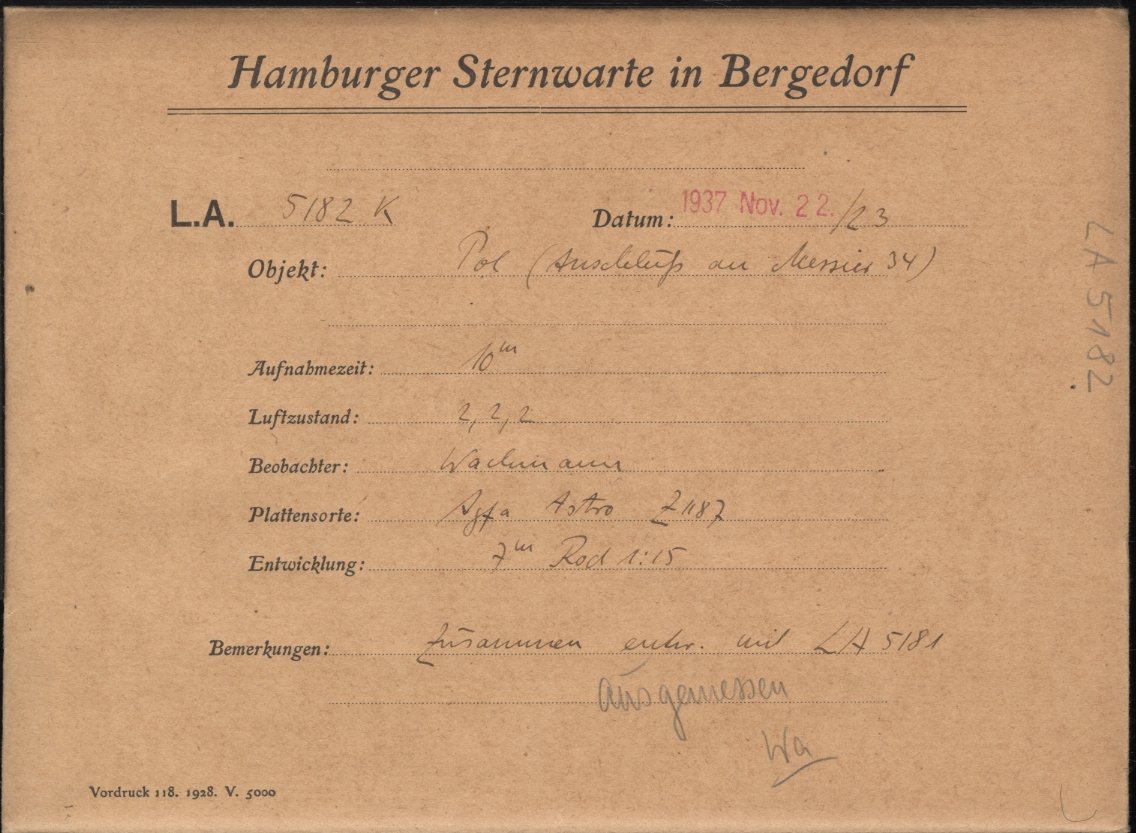 Hamburger Sternwarte in Bergedorf
L.A. 5182 K Datum: 1937 Nov. 22./23
Objekt: Pol (Anschluß an Messier 34)
Aufnahmezeit: 10m
Luftzustand: 2, 2, 2
Beobachter: Wachmann
Plattensorte: Agfa Astro Z 1187
Entwicklung: 7m Rod 1:15
Bemerkungen: Zusammen entw. mit LA 5181
Ausgemessen
Wa
Vordruck 118. 1928. V. 5000
LA 5182